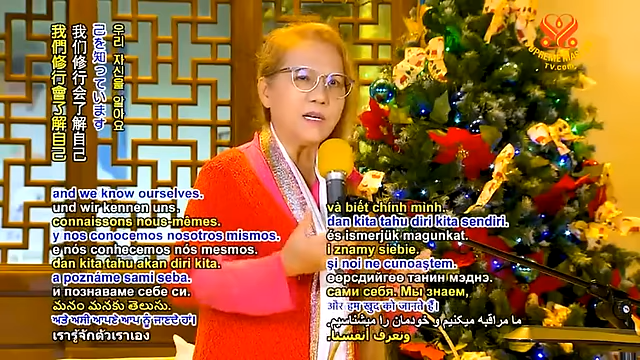 SUPREME MASTER
TV.com
우리 자신을 알아요
己を知っています
我们修行会了解自己
我們修行會了解自己
and we know ourselves.
und wir kennen uns.
connaissons nous-mêmes.
y nos conocemos nosotros mismos.
e nós conhecemos nós mesmos.
dan kita tahu akan diri kita.
a poznáme sami seba.
и познаваме себе си.
మనం మనకు తెలుసు.
ਅਤੇ ਅਸੀਂ ਆਪਣੇ ਆਪ ਨੂੰ ਜਾਣਦੇ ਹਾਂ।
เรารู้จักตัวเราเอง
và biết chính mình.
dan kita tahu diri kita sendiri.
és ismerjük magunkat.
i znamy siebie.
și noi ne cunoaștem.
өөрсдийгөө танин мэднэ.
сами себя. Мы знаем,
और हम खुद को जानते हैं।
ما مراقبه میکنیم و خودمان را میشناسیم.
ونعرف أنفسنا.